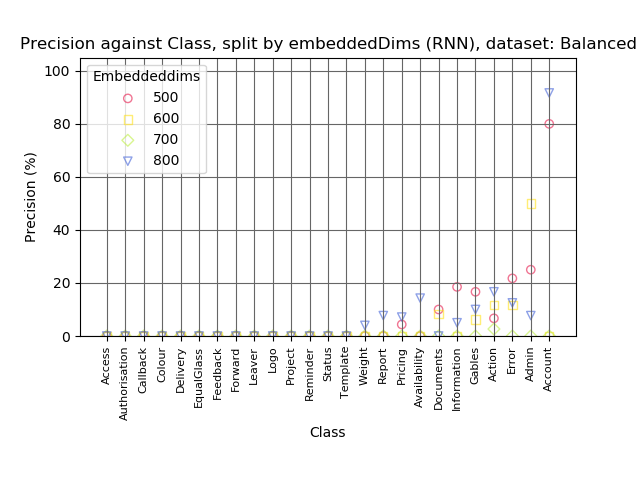 Precision against Class, split by embeddedDims (RNN), dataset: Balanced
Embeddeddims
500
600
700
800
Precision (%)
100
80
60
40
20
0
Access
Authorisation
Callback
Colour
Delivery
EqualGlass
Feedback
Forward
Leaver
Logo
Project
Reminder
Status
Template
Weight
Report
Pricing
Availability
Documents
Information
Gables
Action
Error
Admin
Account
Class